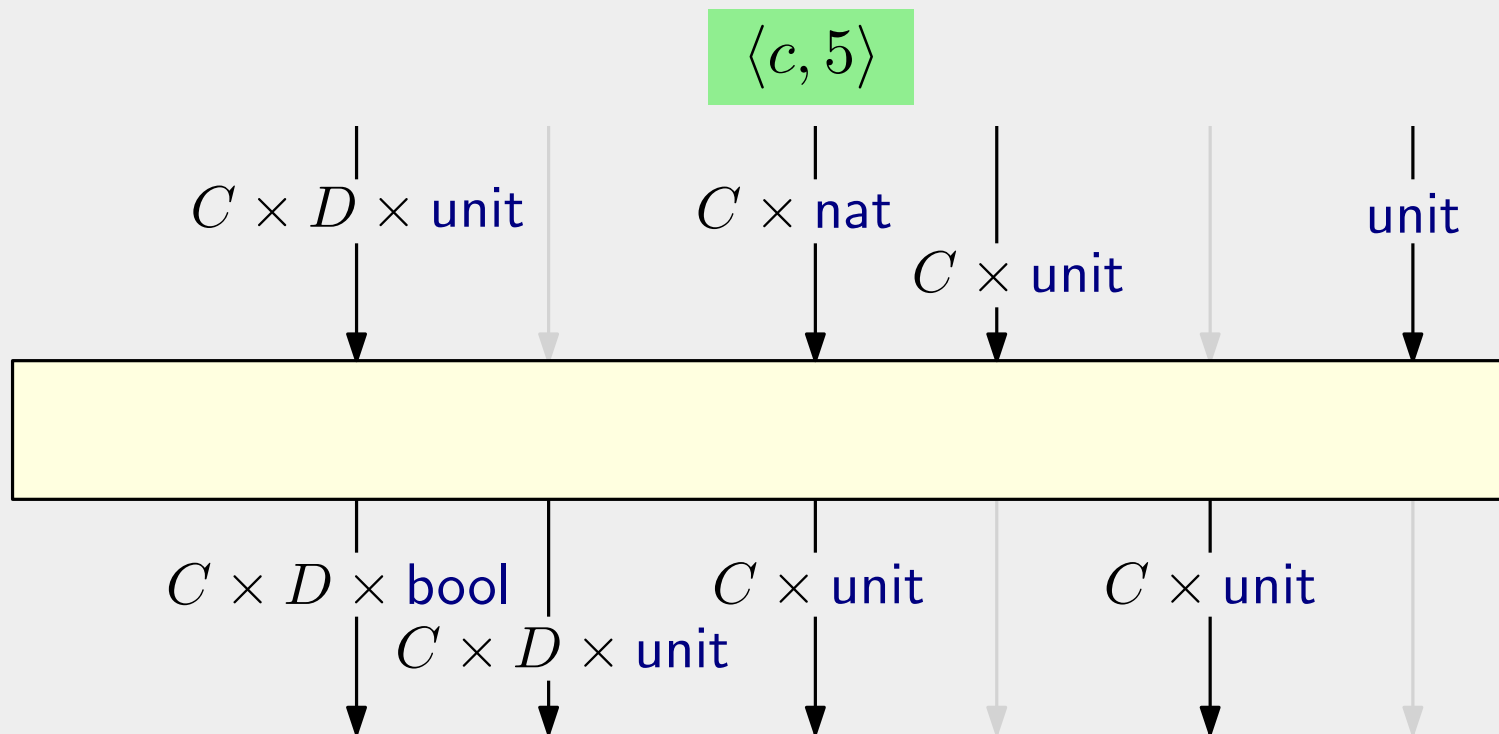 ⟨c, 5⟩
C × D × unit
C × nat
unit
C × unit
C × D × bool
C × unit
C × unit
C × D × unit